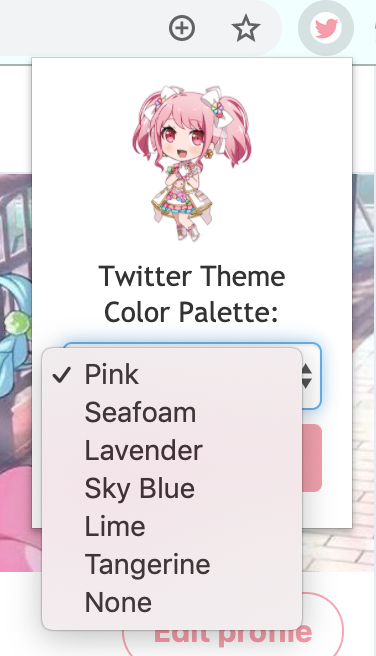 Twitter Theme
Color Palette:
✓ Pink
Seafoam
Lavender
Sky Blue
Lime
Tangerine
None
Edit profile